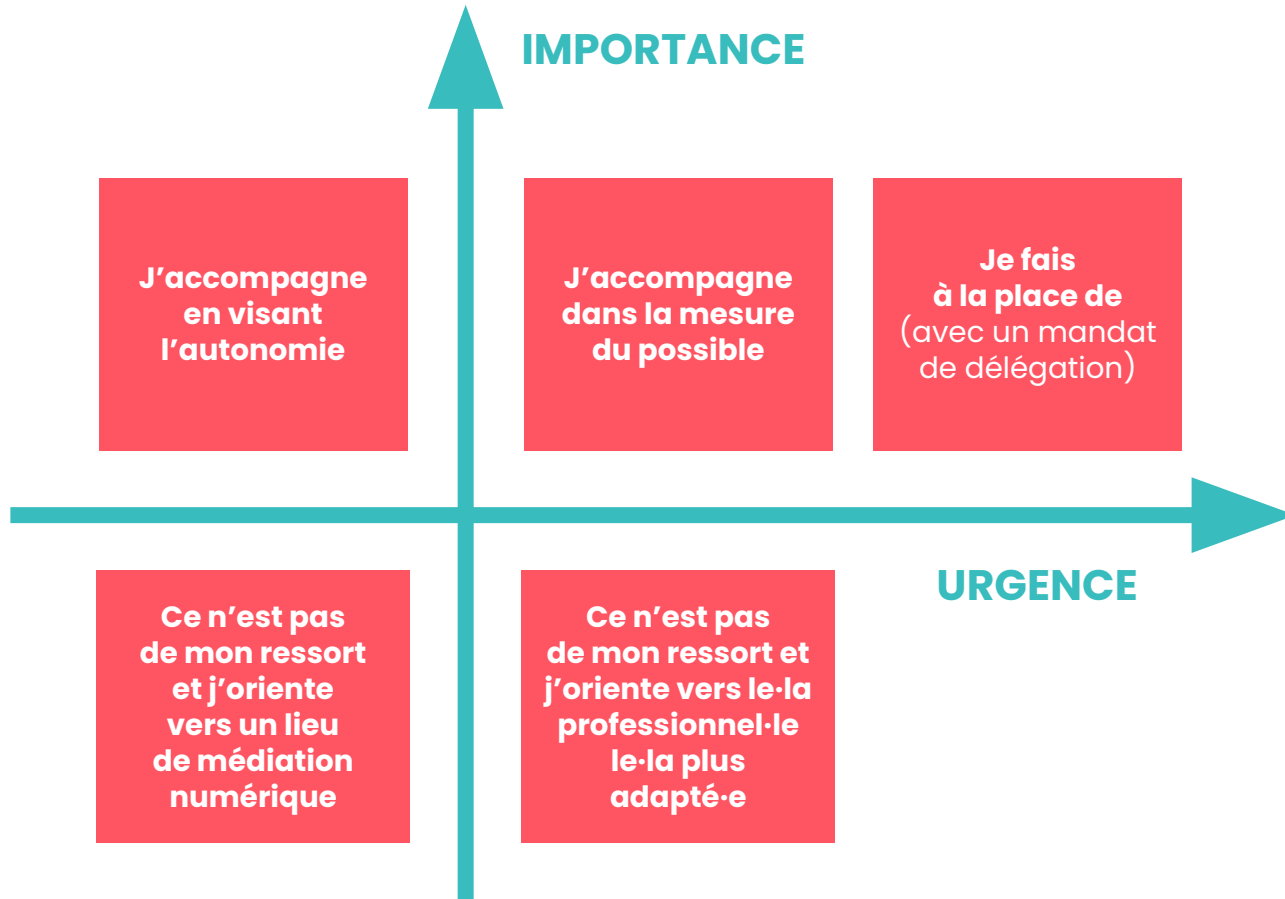 IMPORTANCE
J’accompagne
en visant
l’autonomie
J’accompagne
dans la mesure
du possible
Je fais
à la place de
(avec un mandat
de délégation)
URGENCE
Ce n’est pas
de mon ressort
et j’oriente
vers un lieu
de médiation
numérique
Ce n’est pas
de mon ressort et
j’oriente vers le·la
professionnel·le
le·la plus
adapté·e